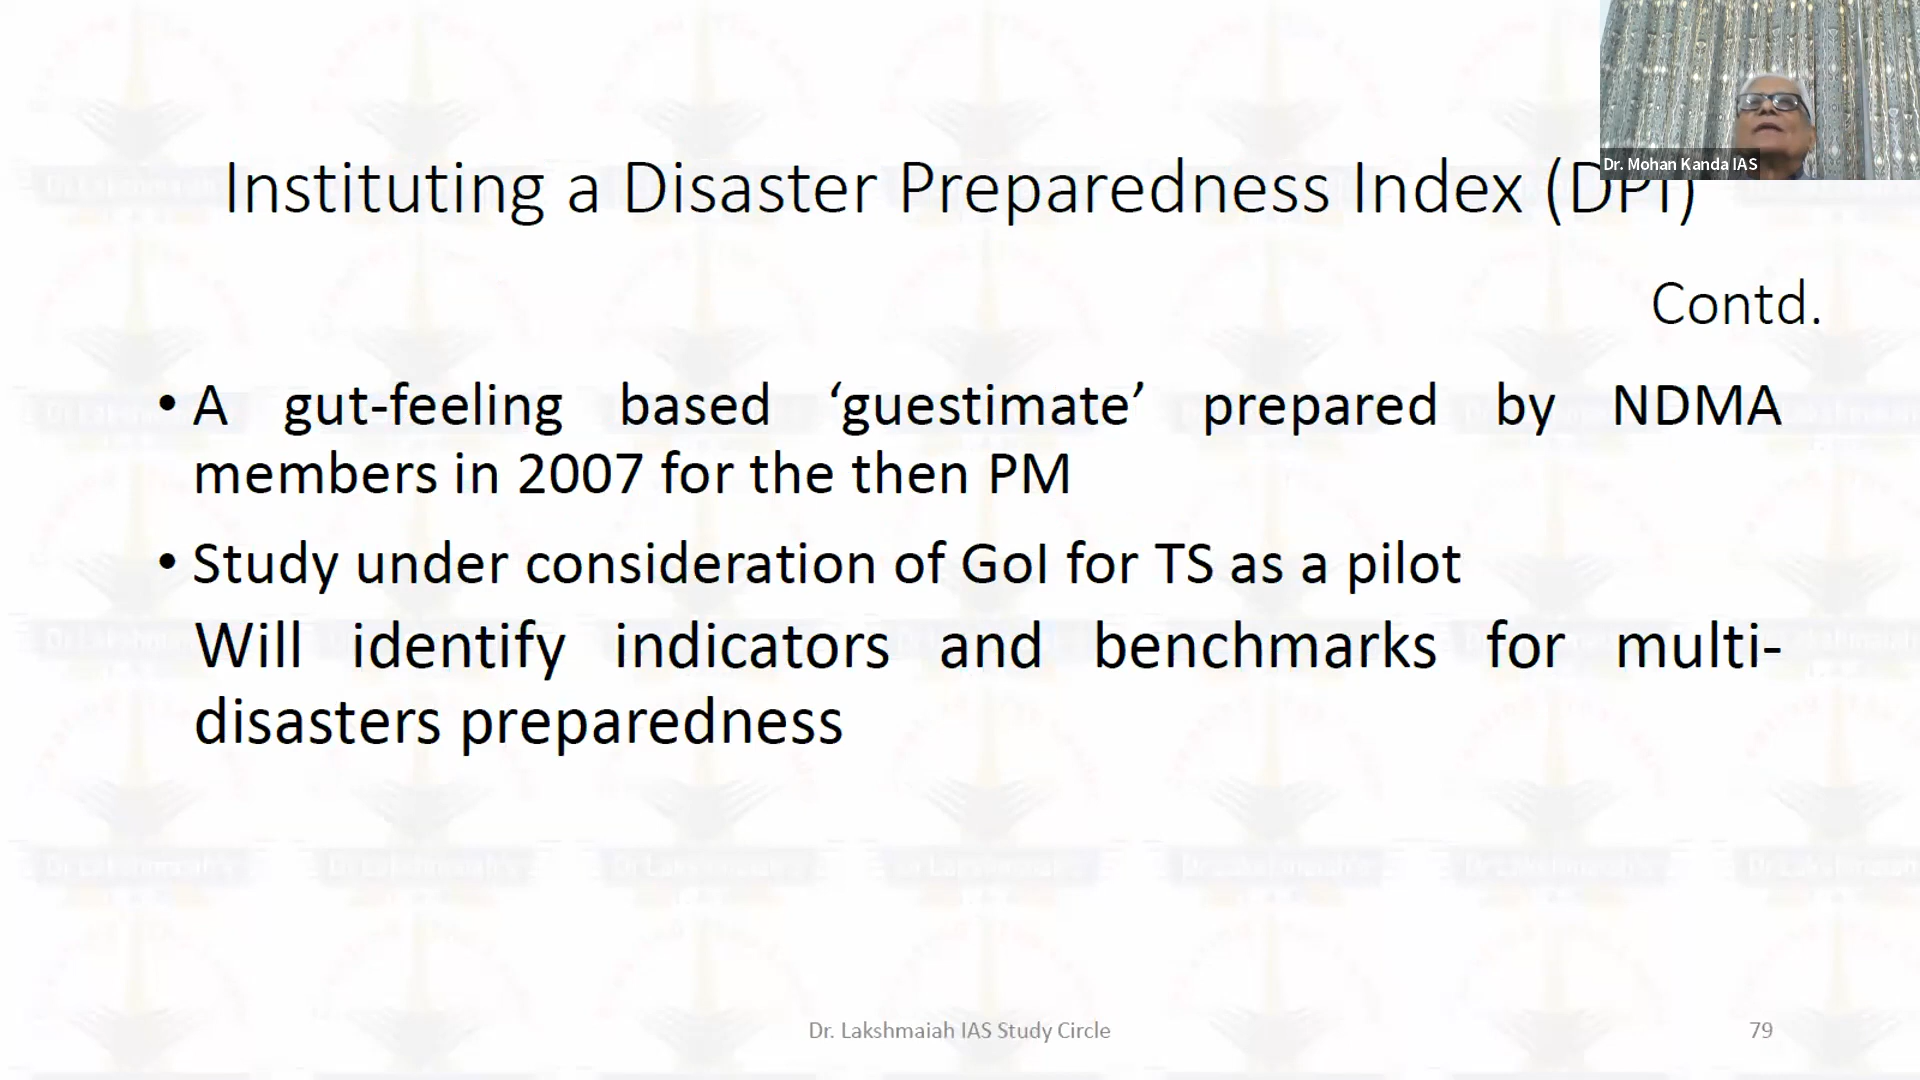 Dr. Mohan Kanda IAS
Instituting a Disaster Preparedness Index (DPI)
Contd.
• A gut-feeling based ‘guestimate’ prepared by NDMA
members in 2007 for the then PM
• Study under consideration of GoI for TS as a pilot
Will identify indicators and benchmarks for multi-
disasters preparedness
Dr. Lakshmaiah IAS Study Circle
79